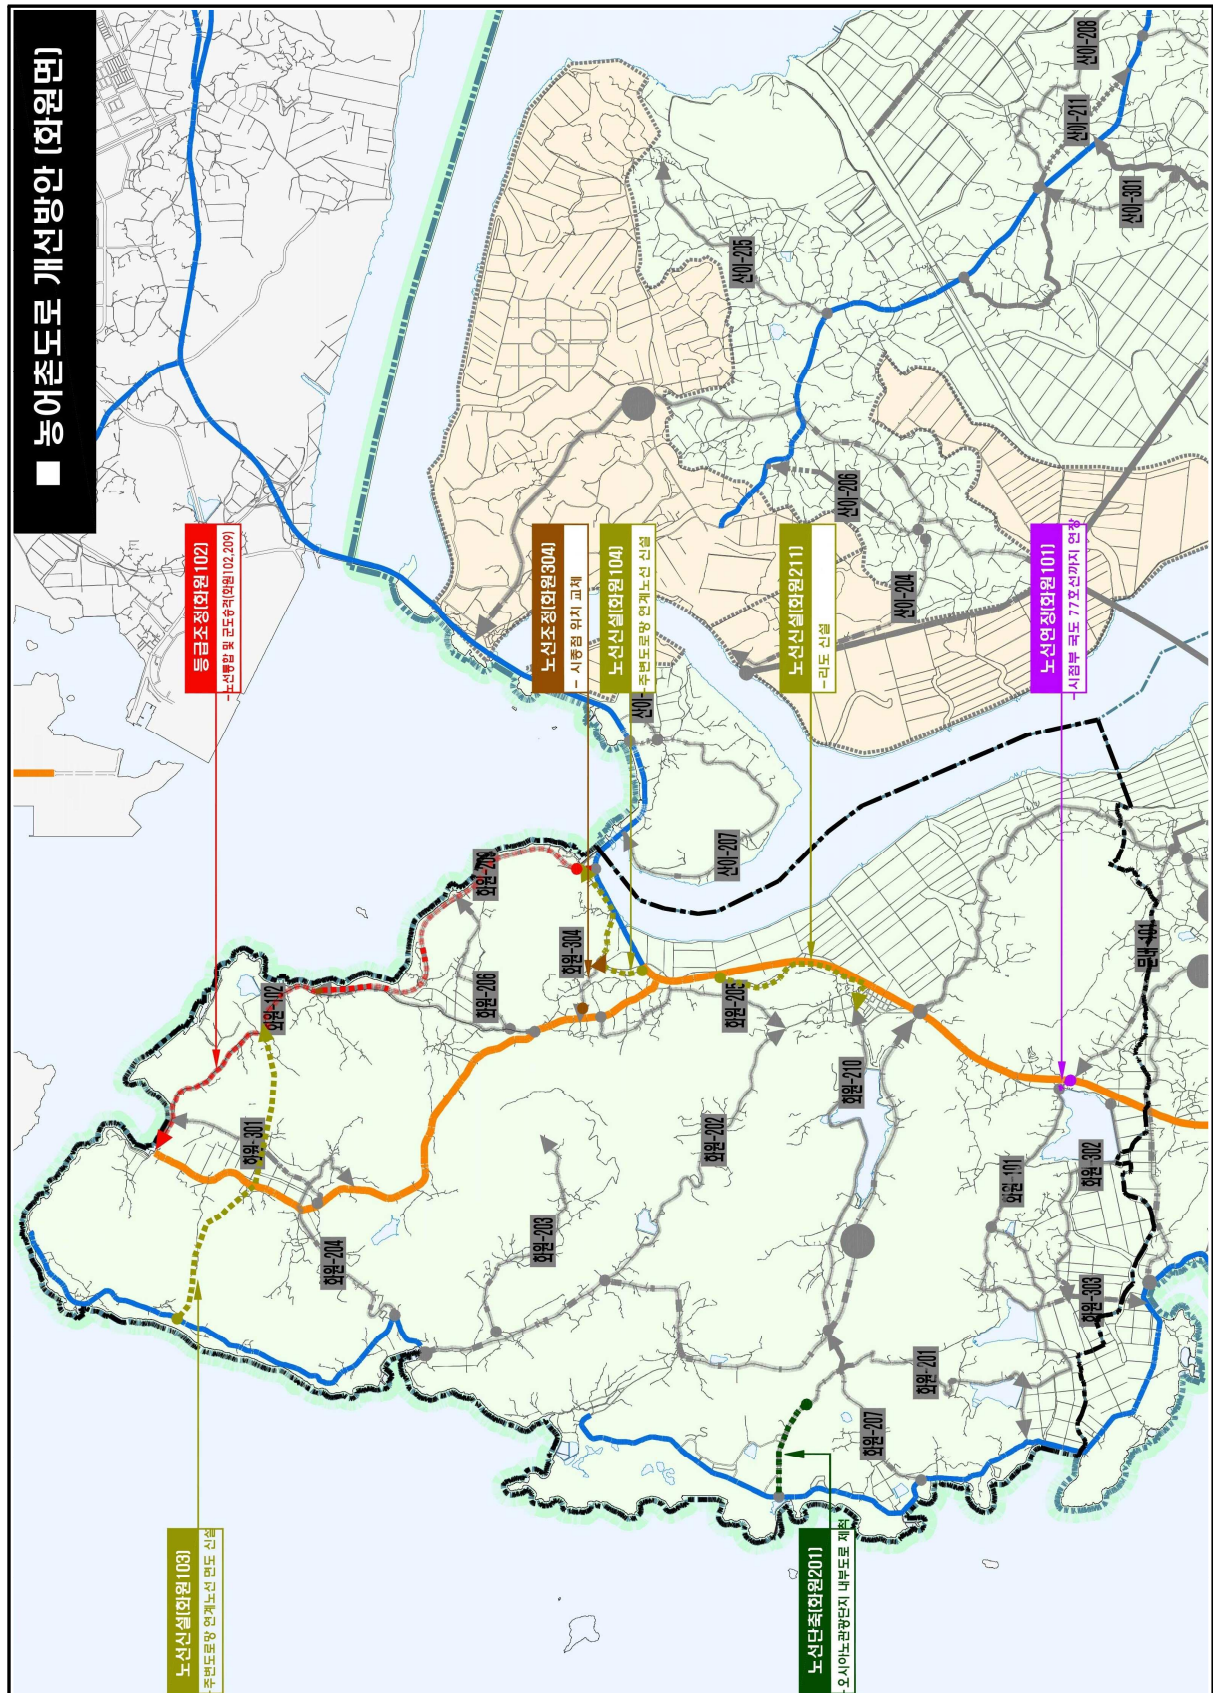 ■ 농어촌도로 개선방안 (화원면)
등급조정(화원102)
- 노선통합 및 군도승격(화원102,209)
노선조정(화원304)
- 시종점 위치 교체
노선신설(화원104)
- 주변도로망 연계노선 신설
노선신설(화원211)
- 리도 신설
노선연장(화원101)
- 시점부 국도 77호선까지 연장
노선신설(화원103)
- 주변도로망 연계노선 면도 신설
노선단축(화원201)
- 오시아노관광단지 내부도로 제척
산이-208
산이-211
산이-301
산이-205
산이-206
산이-204
산이-
산이-207
화원-304
화원-206
화원-102
화원-301
화원-204
화원-203
화원-202
화원-205
화원-210
화원-101
화원-302
화원-303
화원-201
화원-207
문내-101